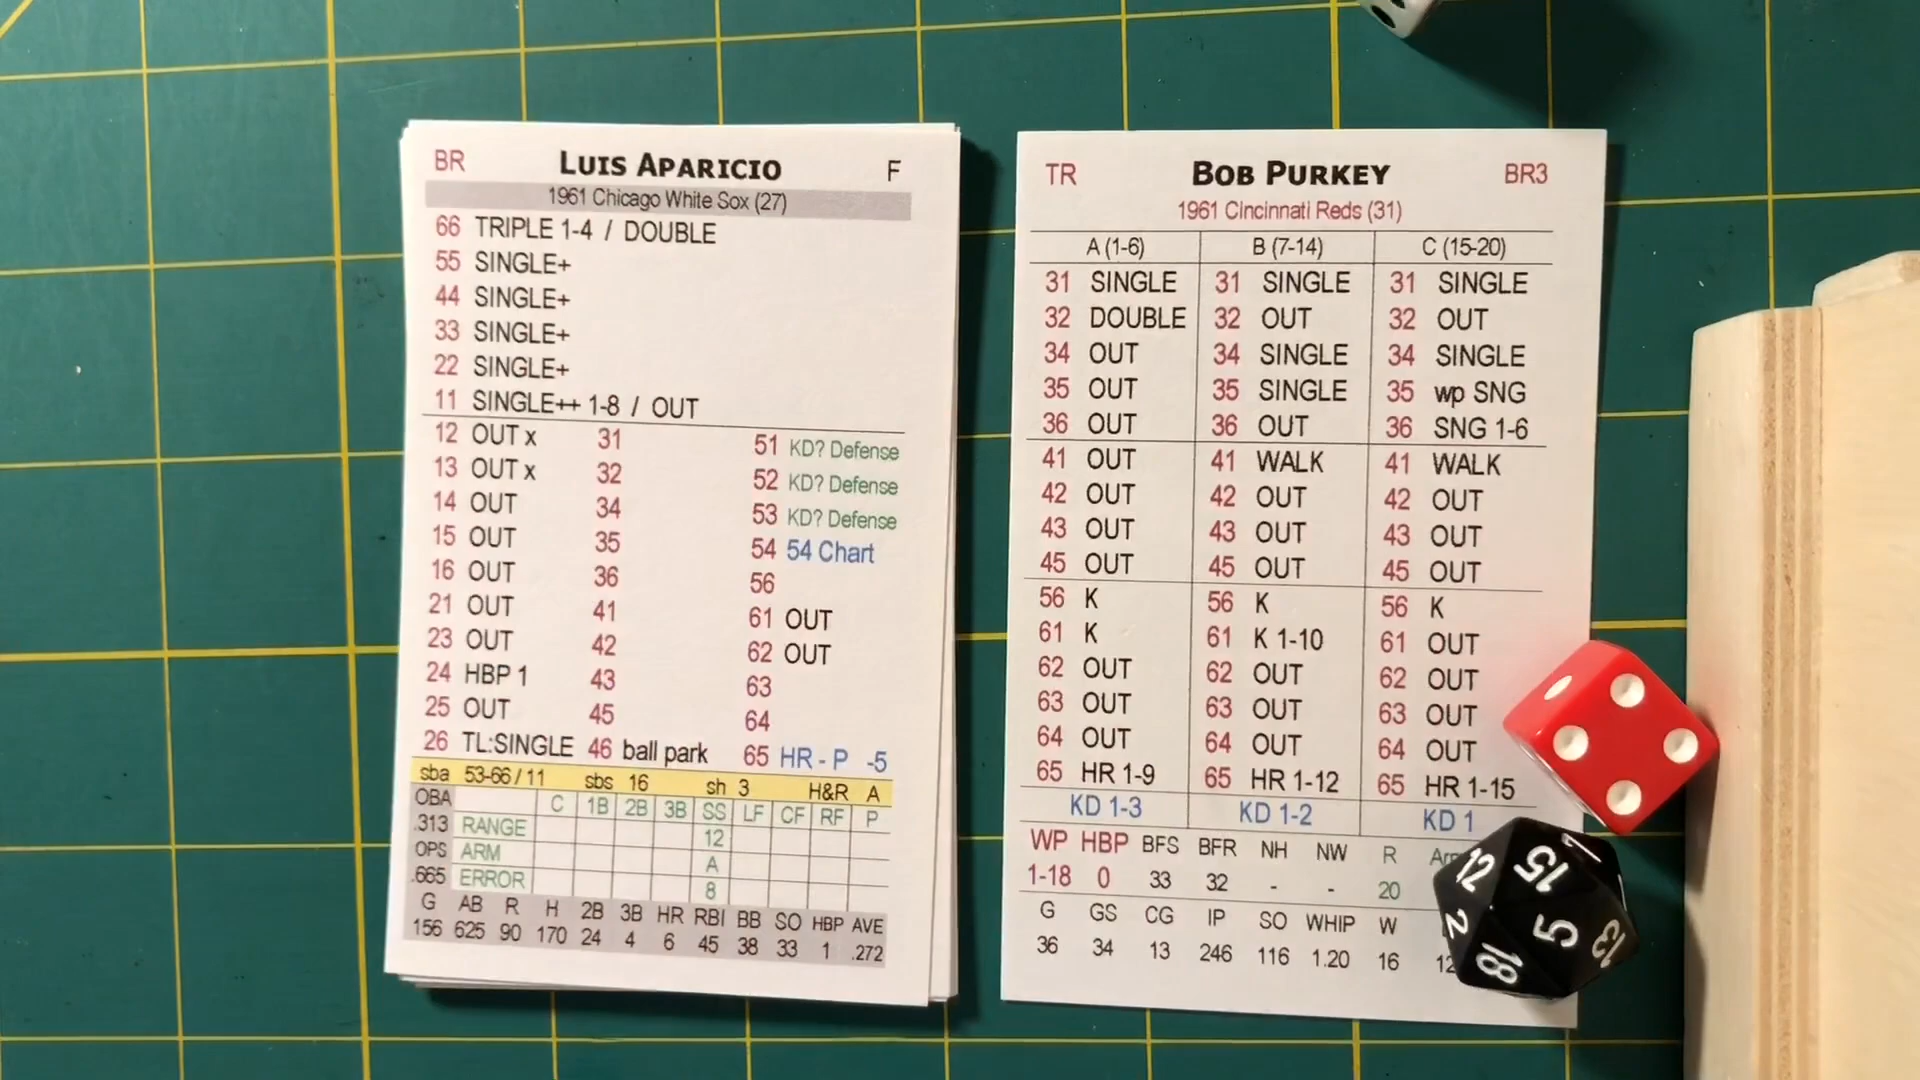 BR LUIS APARICIO F
1961 Chicago White Sox (27)
66 TRIPLE 1-4 / DOUBLE
55 SINGLE+
44 SINGLE+
33 SINGLE+
22 SINGLE+
11 SINGLE++ 1-8 / OUT
12 OUT x 31 51 KD? Defense
13 OUT x 32 52 KD? Defense
14 OUT 34 53 KD? Defense
15 OUT 35 54 54 Chart
16 OUT 36 56
21 OUT 41 61 OUT
23 OUT 42 62 OUT
24 HBP 1 43 63
25 OUT 45 64
26 TL:SINGLE 46 ball park 65 HR - P -5
sba 53-66 / 11 sbs 16 sh 3 H&R A
OBA C 1B 2B 3B SS LF CF RF P
.313 RANGE 12
OPS ARM A
.665 ERROR 8
G AB R H 2B 3B HR RBI BB SO HBP AVE
156 625 90 170 24 4 6 45 38 33 1 .272
TR BOB PURKEY BR3
1961 Cincinnati Reds (31)
A (1-6) B (7-14) C (15-20)
31 SINGLE 31 SINGLE 31 SINGLE
32 DOUBLE 32 OUT 32 OUT
34 OUT 34 SINGLE 34 SINGLE
35 OUT 35 SINGLE 35 wp SNG
36 OUT 36 OUT 36 SNG 1-6
41 OUT 41 WALK 41 WALK
42 OUT 42 OUT 42 OUT
43 OUT 43 OUT 43 OUT
45 OUT 45 OUT 45 OUT
56 K 56 K 56 K
61 K 61 K 1-10 61 OUT
62 OUT 62 OUT 62 OUT
63 OUT 63 OUT 63 OUT
64 OUT 64 OUT 64 OUT
65 HR 1-9 65 HR 1-12 65 HR 1-15
KD 1-3 KD 1-2 KD 1
WP HBP BFS BFR NH NW R
1-18 0 33 32 - - 20
G GS CG IP SO WHIP W
36 34 13 246 116 1.20 16 12
12 15 7
2 5 13
18